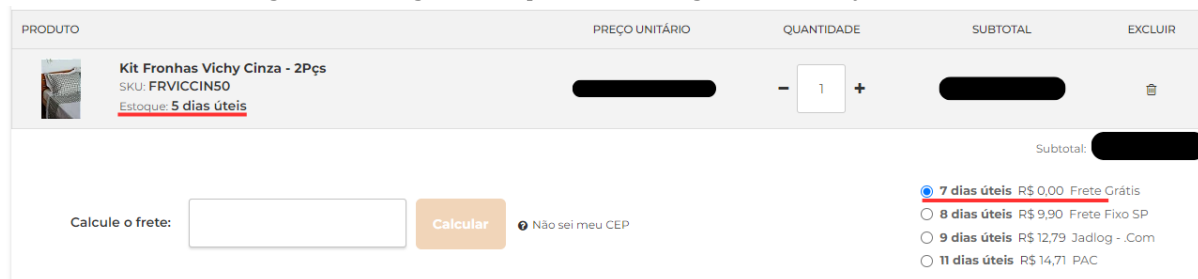 PRODUTO PREÇO UNITÁRIO QUANTIDADE SUBTOTAL EXCLUIR
Kit Fronhas Vichy Cinza - 2Pçs
SKU: FRVICCIN50
Estoque: 5 dias úteis
- 1 +
Subtotal:
7 dias úteis R$ 0,00 Frete Grátis
8 dias úteis R$ 9,90 Frete Fixo SP
Calcule o frete: Calcular Não sei meu CEP
9 dias úteis R$ 12,79 Jadlog - .Com
11 dias úteis R$ 14,71 PAC